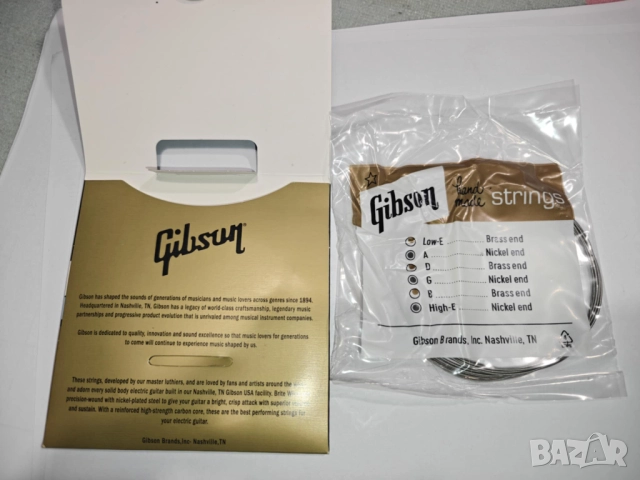 Gibson
Gibson has shaped the sounds of generations of musicians and music lovers across genres since 1894.
Headquartered in Nashville, TN, Gibson has a legacy of world-class craftsmanship, legendary music
partnerships and progressive product evolution that is unrivaled among musical instrument companies.
Gibson is dedicated to quality, innovation and sound excellence so that music lovers for generations
to come will continue to experience music shaped by us.
These strings, developed by our master luthiers, and are loved by fans and artists around the
and adorn every solid body electric guitar built in our Nashville, TN Gibson USA facility. Brite
precision-wound with nickel-plated steel to give your guitar a bright, crisp attack with superior
and sustain. With a reinforced high-strength carbon core, these are the best performing strings for
your electric guitar.
Gibson Brands,Inc. Nashville,TN
Gibson hand made strings
Low-E Brass end
A Nickel end
D Brass end
G Nickel end
B Brass end
High-E Nickel end
Gibson Brands, Inc. Nashville, TN
BAZAR.bg